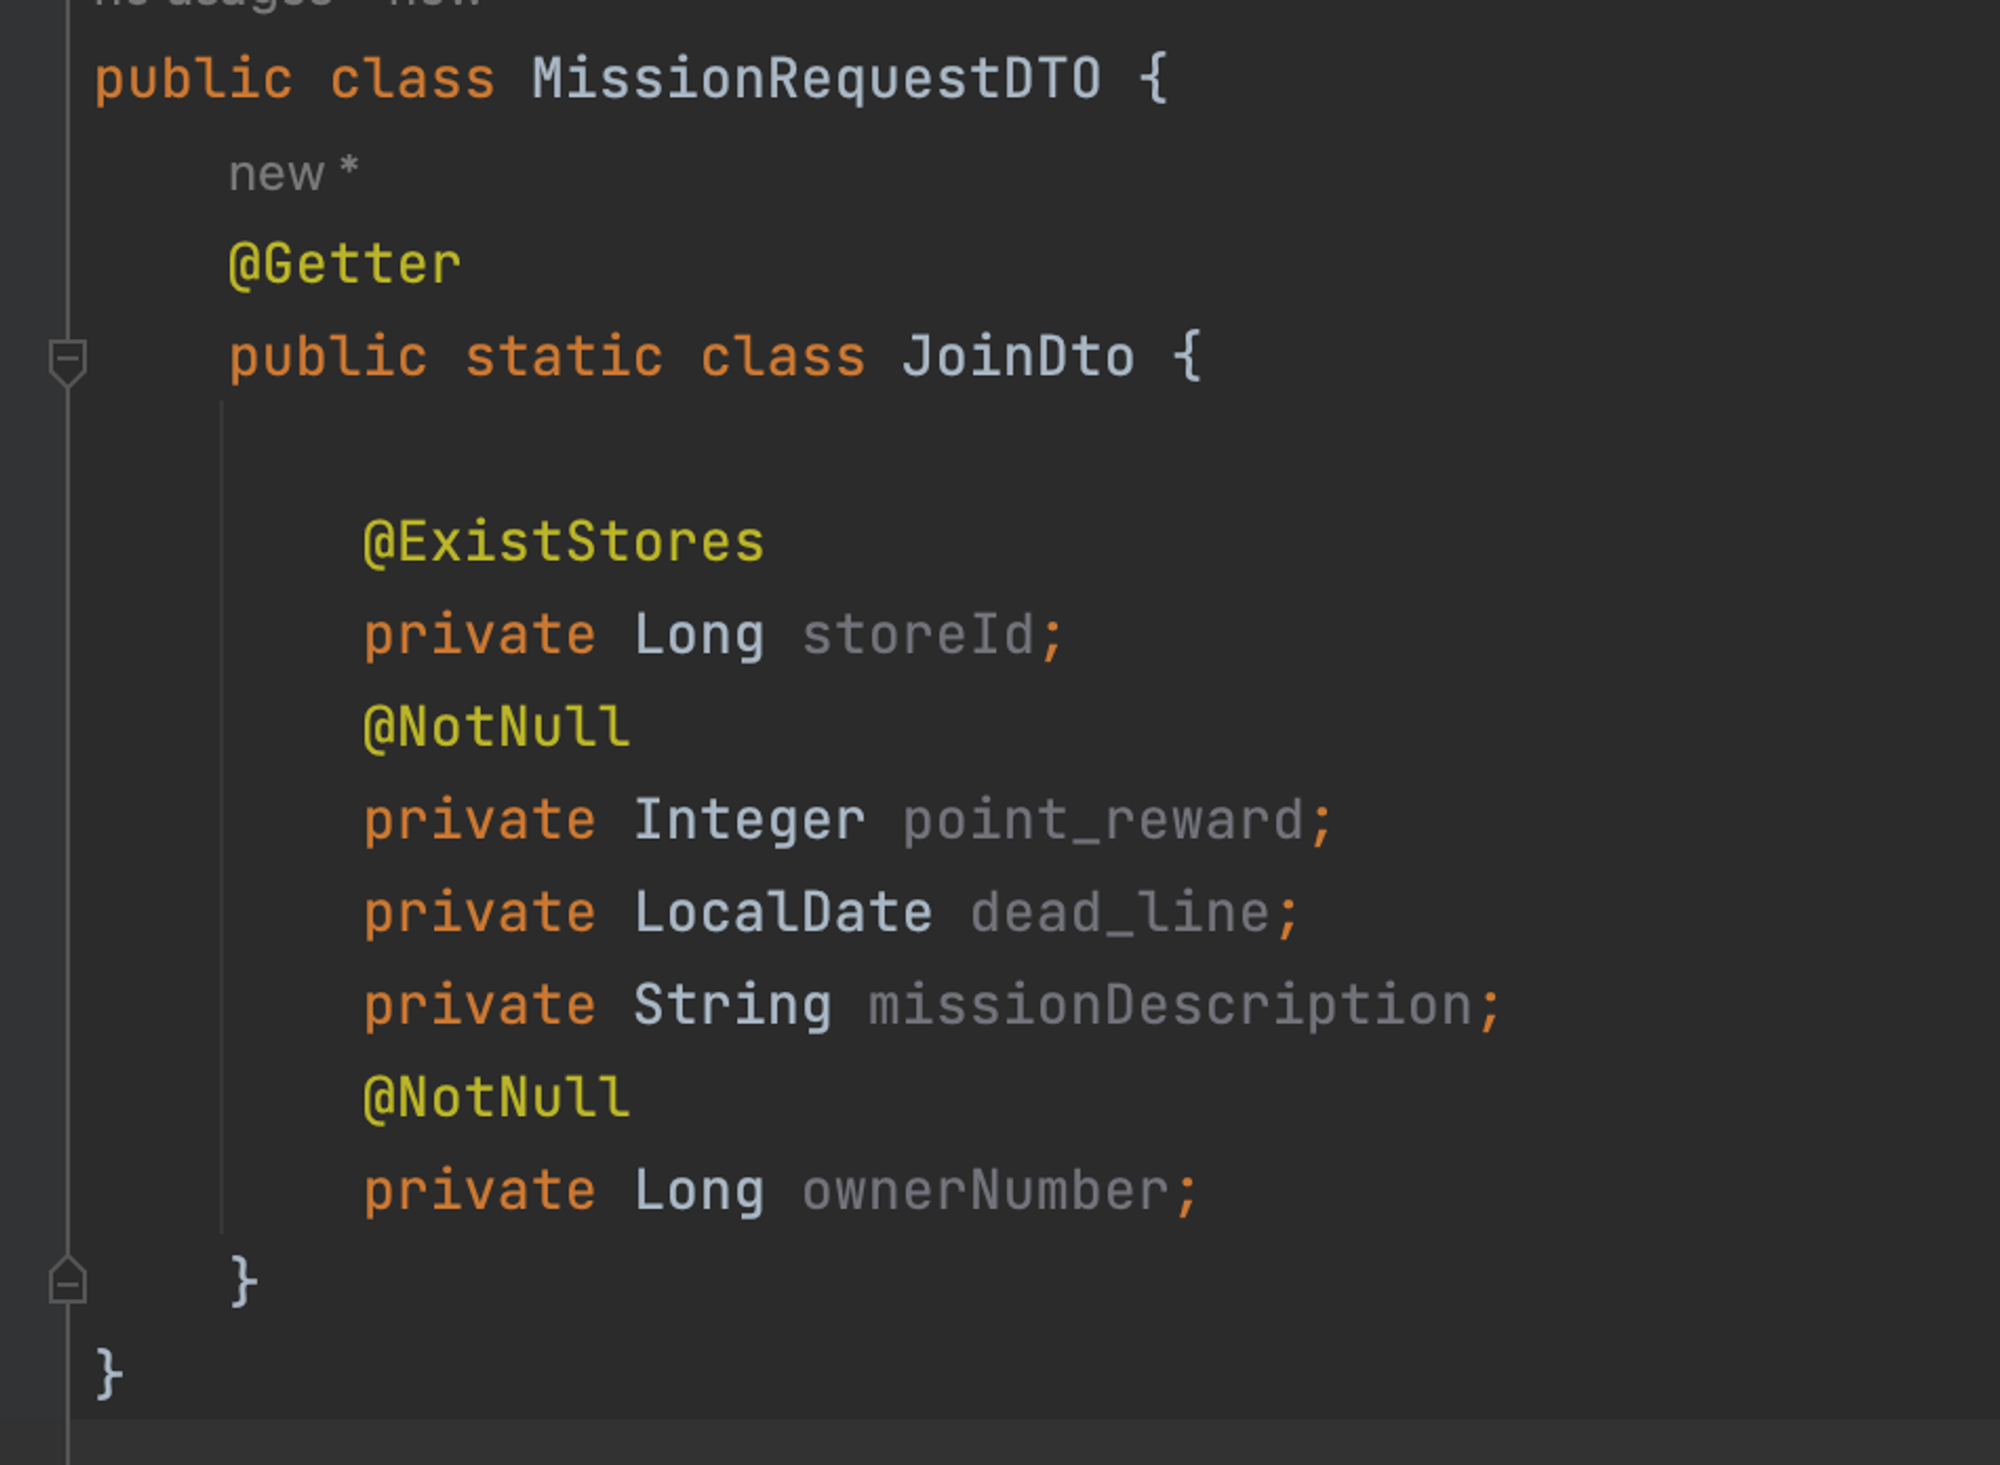 public class MissionRequestDTO {
new *
@Getter
public static class JoinDto {
@ExistStores
private Long storeId;
@NotNull
private Integer point_reward;
private LocalDate dead_line;
private String missionDescription;
@NotNull
private Long ownerNumber;
}
}